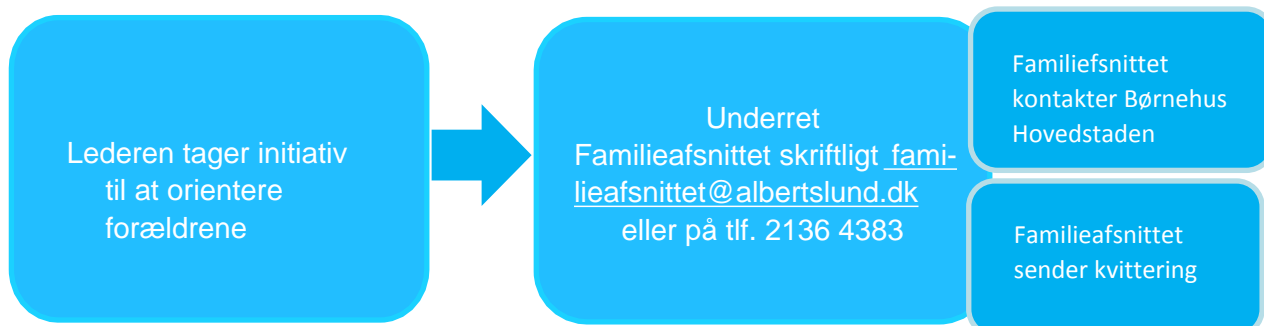 Lederen tager initiativ
til at orientere
forældrene
Underret
Familieafsnittet skriftligt fami-
lieafsnittet@albertslund.dk
eller på tlf. 2136 4383
Familiefsnittet
kontakter Børnehus
Hovedstaden
Familieafsnittet
sender kvittering